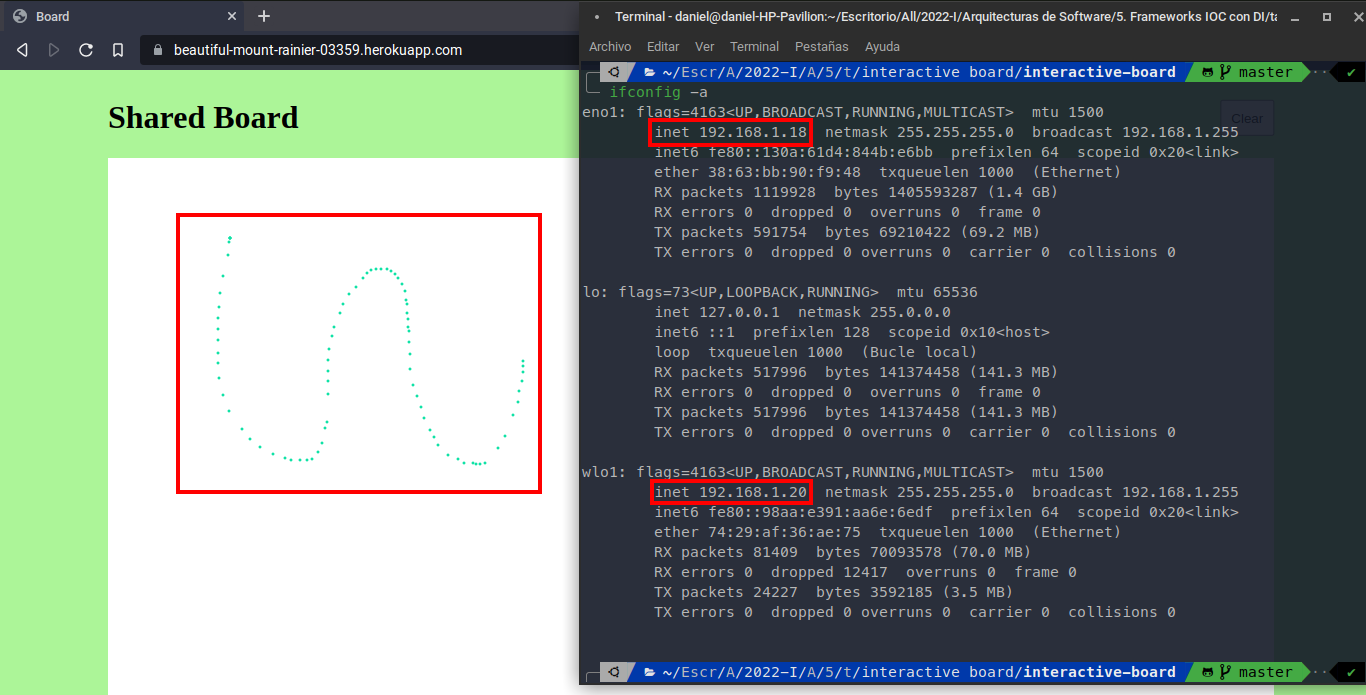 Board
beautiful-mount-rainier-03359.herokuapp.com
Shared Board
Terminal - daniel@daniel-HP-Pavilion:~/Escritorio/All/2022-I/Arquitecturas de Software/5. Frameworks IOC con DI/ta
Archivo Editar Ver Terminal Pestañas Ayuda
~/Escr/A/2022-I/A/5/t/interactive board/interactive-board master
ifconfig -a
Clear
eno1: flags=4163<UP,BROADCAST,RUNNING,MULTICAST> mtu 1500
inet 192.168.1.18 netmask 255.255.255.0 broadcast 192.168.1.255
inet6 fe80::130a:61d4:844b:e6bb prefixlen 64 scopeid 0x20<link>
ether 38:63:bb:90:f9:48 txqueuelen 1000 (Ethernet)
RX packets 1119928 bytes 1405593287 (1.4 GB)
RX errors 0 dropped 0 overruns 0 frame 0
TX packets 591754 bytes 69210422 (69.2 MB)
TX errors 0 dropped 0 overruns 0 carrier 0 collisions 0
lo: flags=73<UP,LOOPBACK,RUNNING> mtu 65536
inet 127.0.0.1 netmask 255.0.0.0
inet6 ::1 prefixlen 128 scopeid 0x10<host>
loop txqueuelen 1000 (Bucle local)
RX packets 517996 bytes 141374458 (141.3 MB)
RX errors 0 dropped 0 overruns 0 frame 0
TX packets 517996 bytes 141374458 (141.3 MB)
TX errors 0 dropped 0 overruns 0 carrier 0 collisions 0
wlo1: flags=4163<UP,BROADCAST,RUNNING,MULTICAST> mtu 1500
inet 192.168.1.20 netmask 255.255.255.0 broadcast 192.168.1.255
inet6 fe80::98aa:e391:aa6e:6edf prefixlen 64 scopeid 0x20<link>
ether 74:29:af:36:ae:75 txqueuelen 1000 (Ethernet)
RX packets 81409 bytes 70093578 (70.0 MB)
RX errors 0 dropped 12417 overruns 0 frame 0
TX packets 24227 bytes 3592185 (3.5 MB)
TX errors 0 dropped 0 overruns 0 carrier 0 collisions 0
~/Escr/A/2022-I/A/5/t/interactive board/interactive-board master